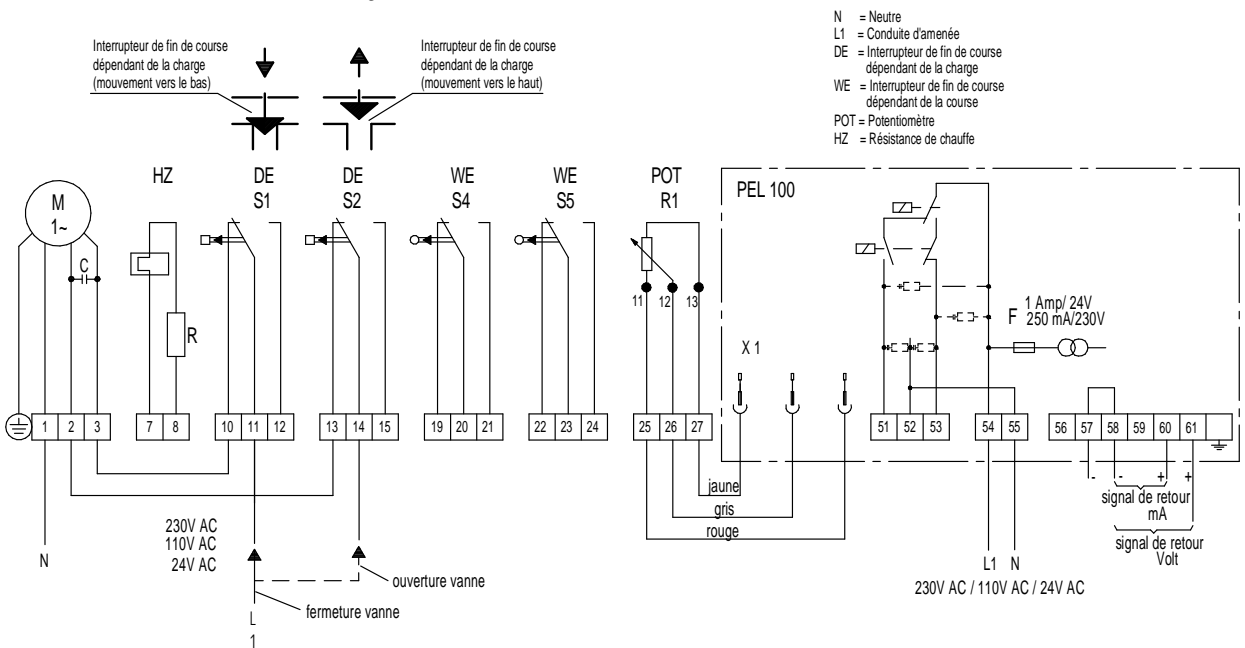 Interrupteur de fin de course
dépendant de la charge
(mouvement vers le bas)
Interrupteur de fin de course
dépendant de la charge
(mouvement vers le haut)
N = Neutre
L1 = Conduite d'amenée
DE = Interrupteur de fin de course
dépendant de la charge
WE = Interrupteur de fin de course
dépendant de la course
POT = Potentiomètre
HZ = Résistance de chauffe
M
1~
C
HZ
R
DE
S1
DE
S2
WE
S4
WE
S5
POT
R1
11 12 13
PEL 100
X 1
F
1 Amp/ 24V
250 mA/230V
1 2 3
7 8
10 11 12
13 14 15
19 20 21
22 23 24
25 26 27
51 52 53
54 55
56 57 58 59 60 61
jaune
gris
rouge
- - + +
signal de retour
mA
signal de retour
Volt
N
230V AC
110V AC
24V AC
ouverture vanne
fermeture vanne
L
1
L1 N
230V AC / 110V AC / 24V AC